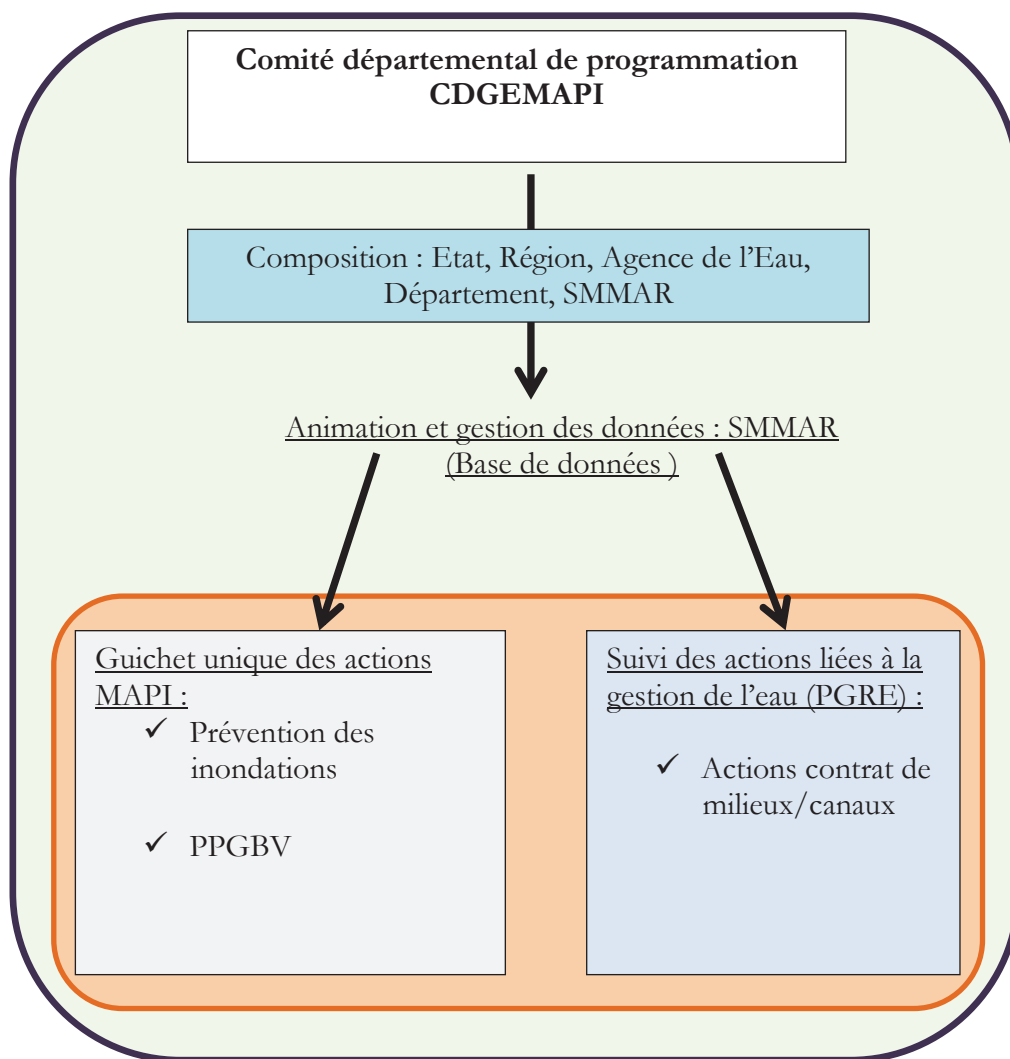 Comité départemental de programmation
CDGEMAPI
Composition : Etat, Région, Agence de l’Eau,
Département, SMMAR
Animation et gestion des données : SMMAR
(Base de données )
Guichet unique des actions
MAPI :
✓ Prévention des
inondations
✓ PPGBV
Suivi des actions liées à la
gestion de l’eau (PGRE) :
✓ Actions contrat de
milieux/canaux